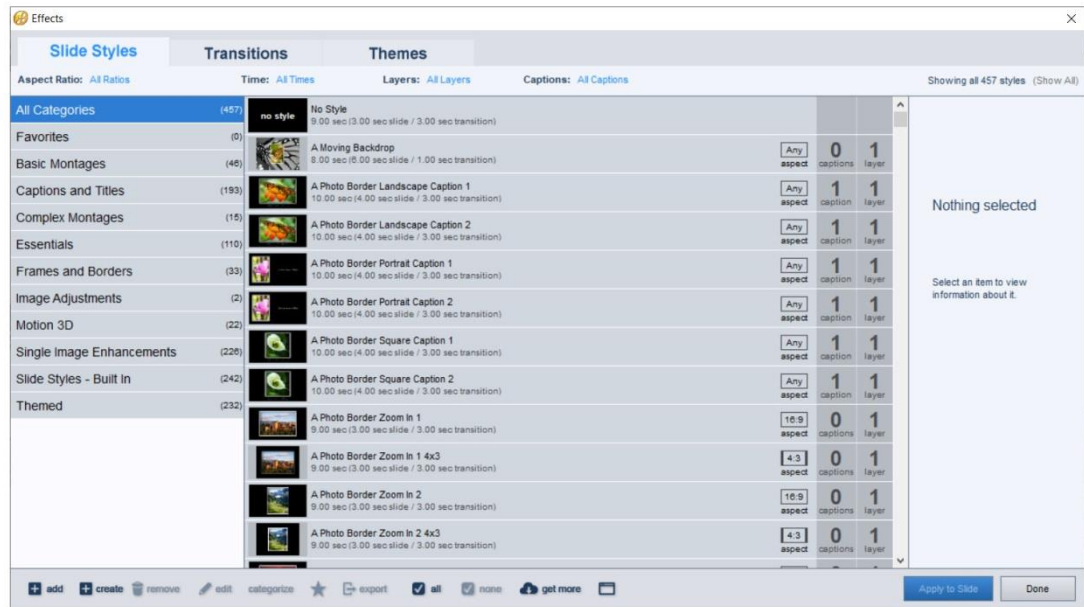 Effects
Slide Styles Transitions Themes
Aspect Ratio: All Ratios Time: All Times Layers: All Layers Captions: All Captions Showing all 457 styles (Show All)
All Categories (457)
Favorites (0)
Basic Montages (46)
Captions and Titles (193)
Complex Montages (15)
Essentials (110)
Frames and Borders (33)
Image Adjustments (2)
Motion 3D (22)
Single Image Enhancements (226)
Slide Styles - Built In (242)
Themed (232)
no style No Style
9.00 sec (3.00 sec slide / 3.00 sec transition)
A Moving Backdrop Any 0 1
8.00 sec (6.00 sec slide / 1.00 sec transition) aspect captions layer
A Photo Border Landscape Caption 1 Any 1 1
10.00 sec (4.00 sec slide / 3.00 sec transition) aspect caption layer
A Photo Border Landscape Caption 2 Any 1 1
10.00 sec (4.00 sec slide / 3.00 sec transition) aspect caption layer
A Photo Border Portrait Caption 1 Any 1 1
10.00 sec (4.00 sec slide / 3.00 sec transition) aspect caption layer
A Photo Border Portrait Caption 2 Any 1 1
10.00 sec (4.00 sec slide / 3.00 sec transition) aspect caption layer
A Photo Border Square Caption 1 Any 1 1
10.00 sec (4.00 sec slide / 3.00 sec transition) aspect caption layer
A Photo Border Square Caption 2 Any 1 1
10.00 sec (4.00 sec slide / 3.00 sec transition) aspect caption layer
A Photo Border Zoom In 1 16:9 0 1
9.00 sec (3.00 sec slide / 3.00 sec transition) aspect captions layer
A Photo Border Zoom In 1 4x3 4:3 0 1
9.00 sec (3.00 sec slide / 3.00 sec transition) aspect captions layer
A Photo Border Zoom In 2 16:9 0 1
9.00 sec (3.00 sec slide / 3.00 sec transition) aspect captions layer
A Photo Border Zoom In 2 4x3 4:3 0 1
9.00 sec (3.00 sec slide / 3.00 sec transition) aspect captions layer
Nothing selected
Select an item to view
information about it.
add create remove edit categorize export all none get more Apply to Slide Done